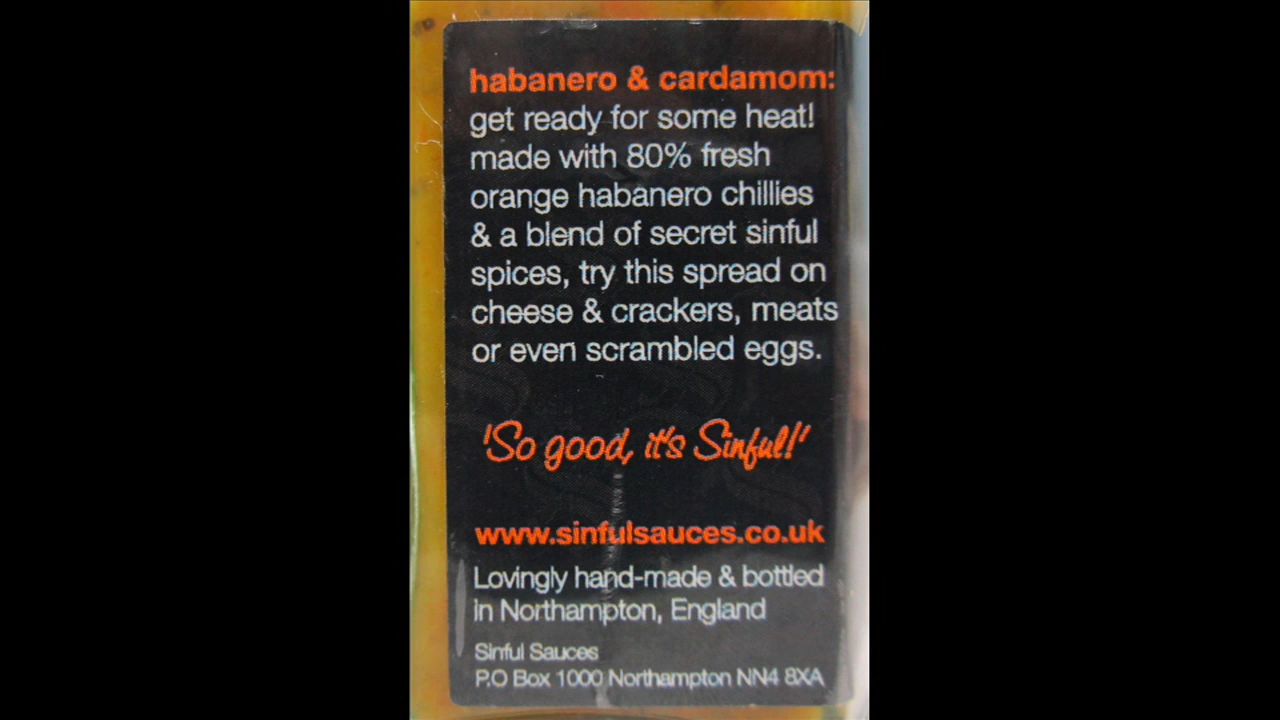 habanero & cardamom:
get ready for some heat!
made with 80% fresh
orange habanero chillies
& a blend of secret sinful
spices, try this spread on
cheese & crackers, meats
or even scrambled eggs.
'So good, it's Sinful!'
www.sinfulsauces.co.uk
Lovingly hand-made & bottled
in Northampton, England
Sinful Sauces
P.O Box 1000 Northampton NN4 8XA